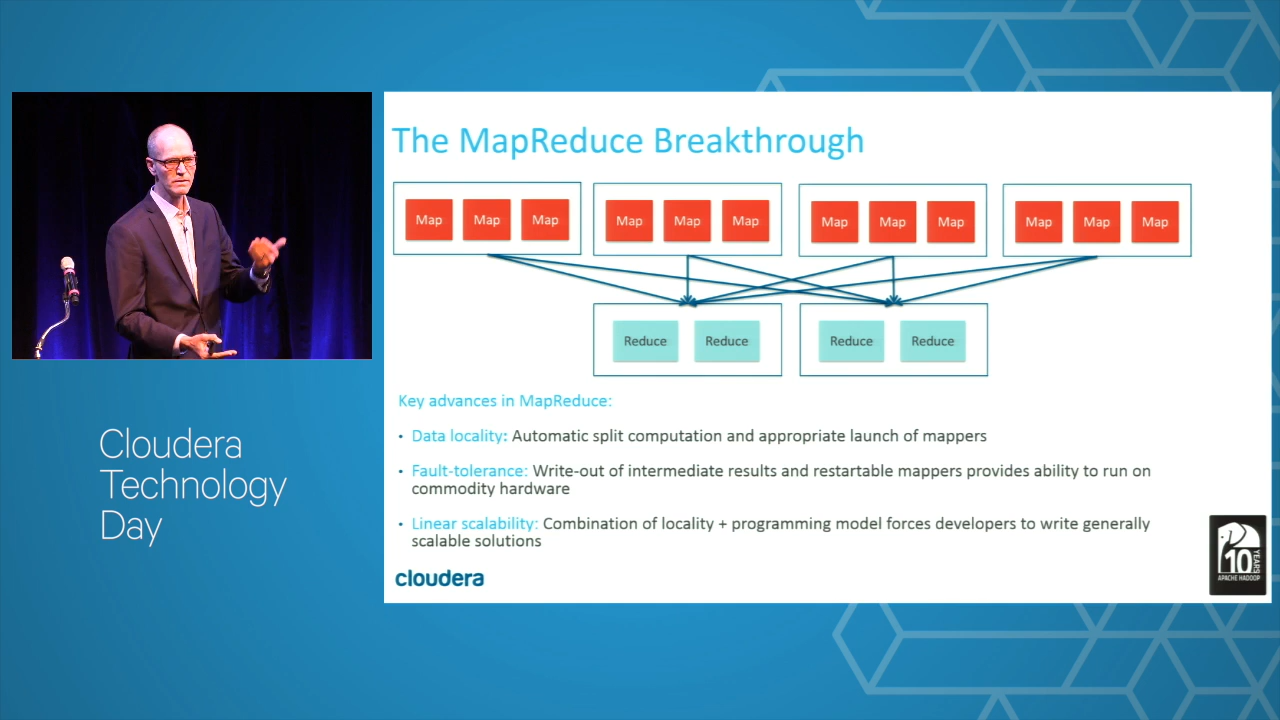 The MapReduce Breakthrough
Map Map Map Map Map Map Map Map Map Map Map Map
Reduce Reduce Reduce Reduce
Key advances in MapReduce:
• Data locality: Automatic split computation and appropriate launch of mappers
• Fault-tolerance: Write-out of intermediate results and restartable mappers provides ability to run on
commodity hardware
• Linear scalability: Combination of locality + programming model forces developers to write generally
scalable solutions
cloudera
10
YEARS
APACHE HADOOP
Cloudera
Technology
Day